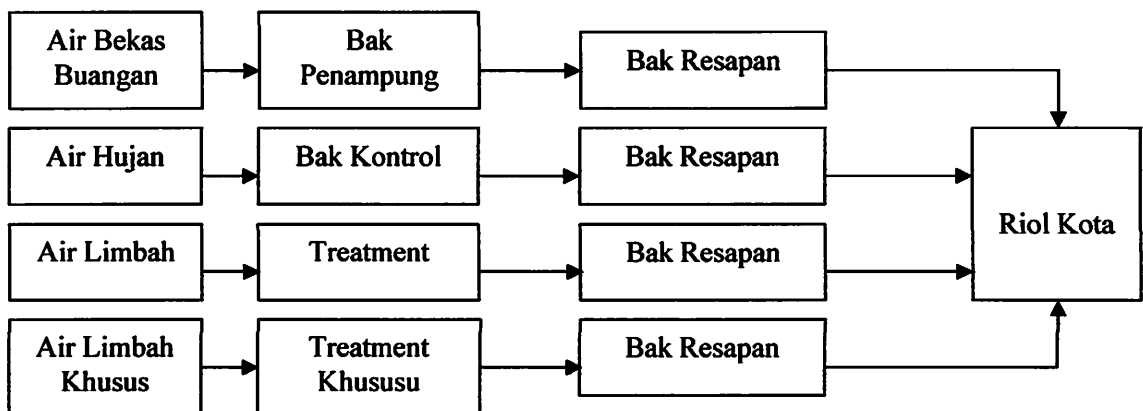 Air Bekas
Buangan
Bak
Penampung
Bak Resapan
Air Hujan
Bak Kontrol
Bak Resapan
Riol Kota
Air Limbah
Treatment
Bak Resapan
Air Limbah
Khusus
Treatment
Khususu
Bak Resapan